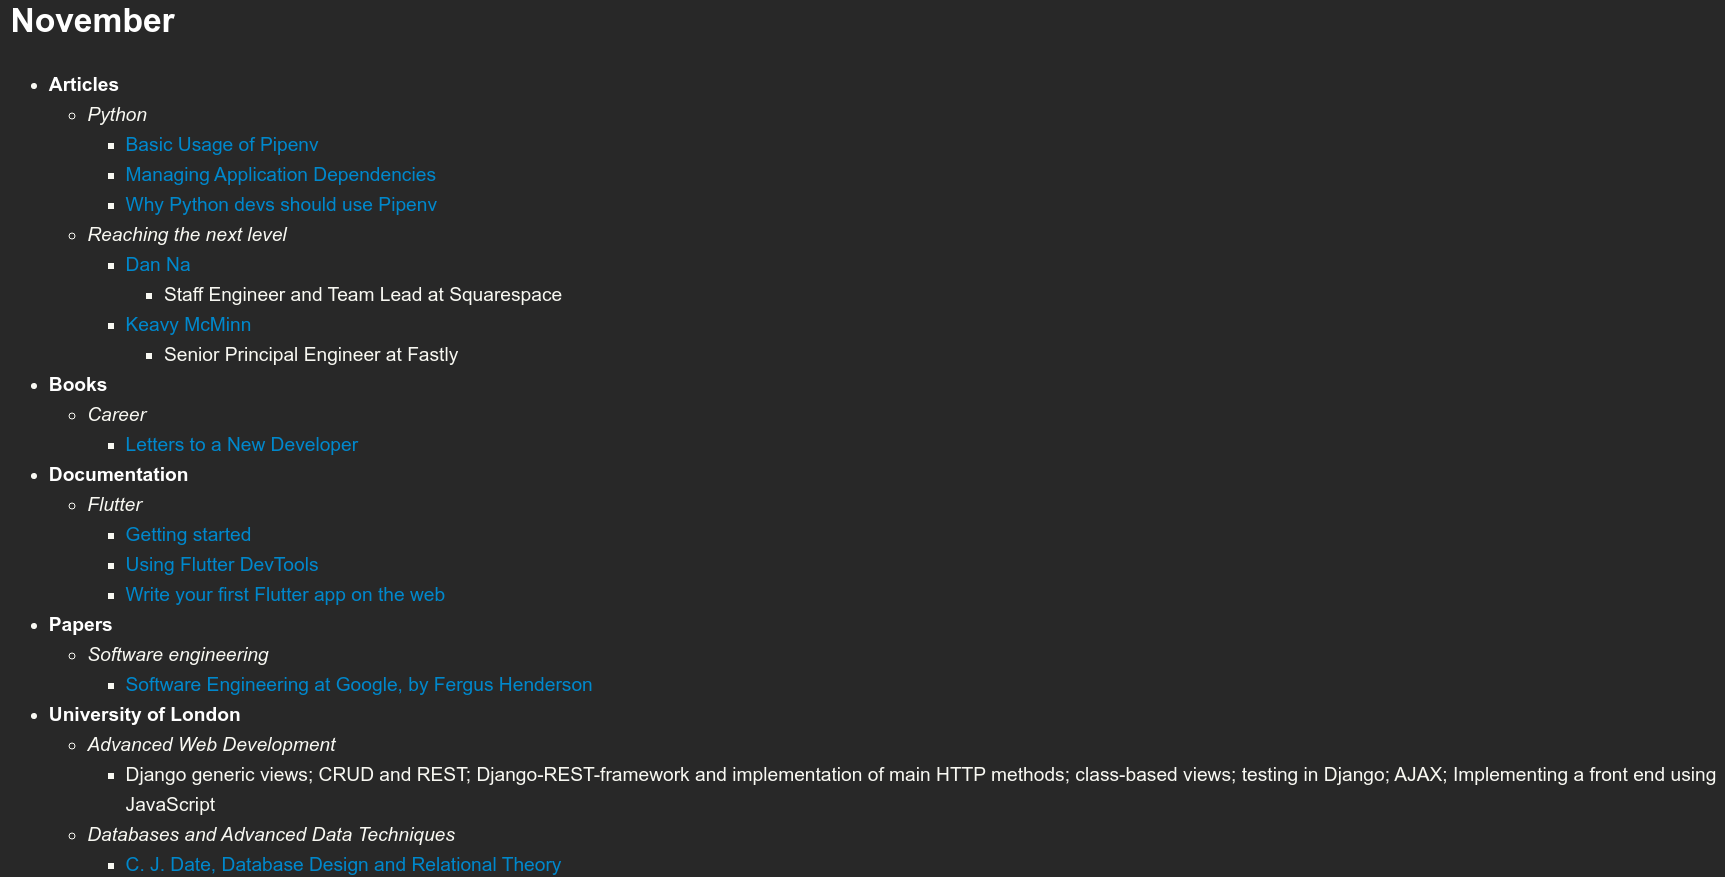 November
Articles
Python
Basic Usage of Pipenv
Managing Application Dependencies
Why Python devs should use Pipenv
Reaching the next level
Dan Na
Staff Engineer and Team Lead at Squarespace
Keavy McMinn
Senior Principal Engineer at Fastly
Books
Career
Letters to a New Developer
Documentation
Flutter
Getting started
Using Flutter DevTools
Write your first Flutter app on the web
Papers
Software engineering
Software Engineering at Google, by Fergus Henderson
University of London
Advanced Web Development
Django generic views; CRUD and REST; Django-REST-framework and implementation of main HTTP methods; class-based views; testing in Django; AJAX; Implementing a front end using
JavaScript
Databases and Advanced Data Techniques
C. J. Date, Database Design and Relational Theory